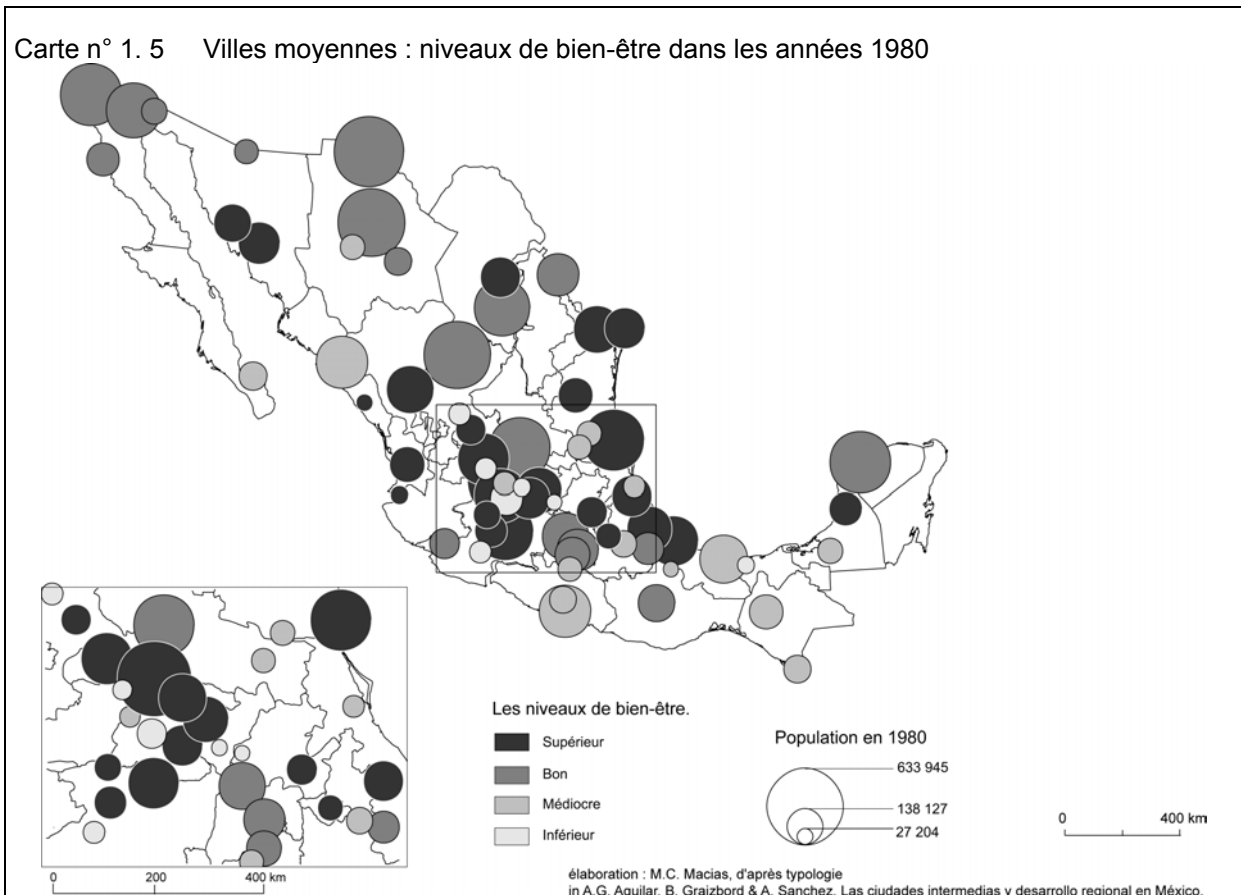 Carte n° 1. 5 Villes moyennes : niveaux de bien-être dans les années 1980
Les niveaux de bien-être.
Supérieur
Bon
Médiocre
Inférieur
Population en 1980
633 945
138 127
27 204
0 400 km
0 200 400 km
élaboration : M.C. Macias, d'après typologie
in A.G. Aguilar, B. Graizbord & A. Sanchez, Las ciudades intermedias y desarrollo regional en México,